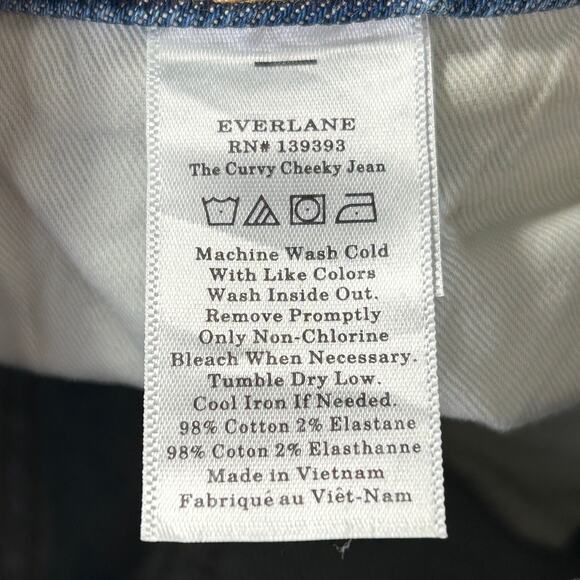 EVERLANE
RN# 139393
The Curvy Cheeky Jean
Machine Wash Cold
With Like Colors
Wash Inside Out.
Remove Promptly
Only Non-Chlorine
Bleach When Necessary.
Tumble Dry Low.
Cool Iron If Needed.
98% Cotton 2% Elastane
98% Coton 2% Elasthanne
Made in Vietnam
Fabriqué au Viêt-Nam